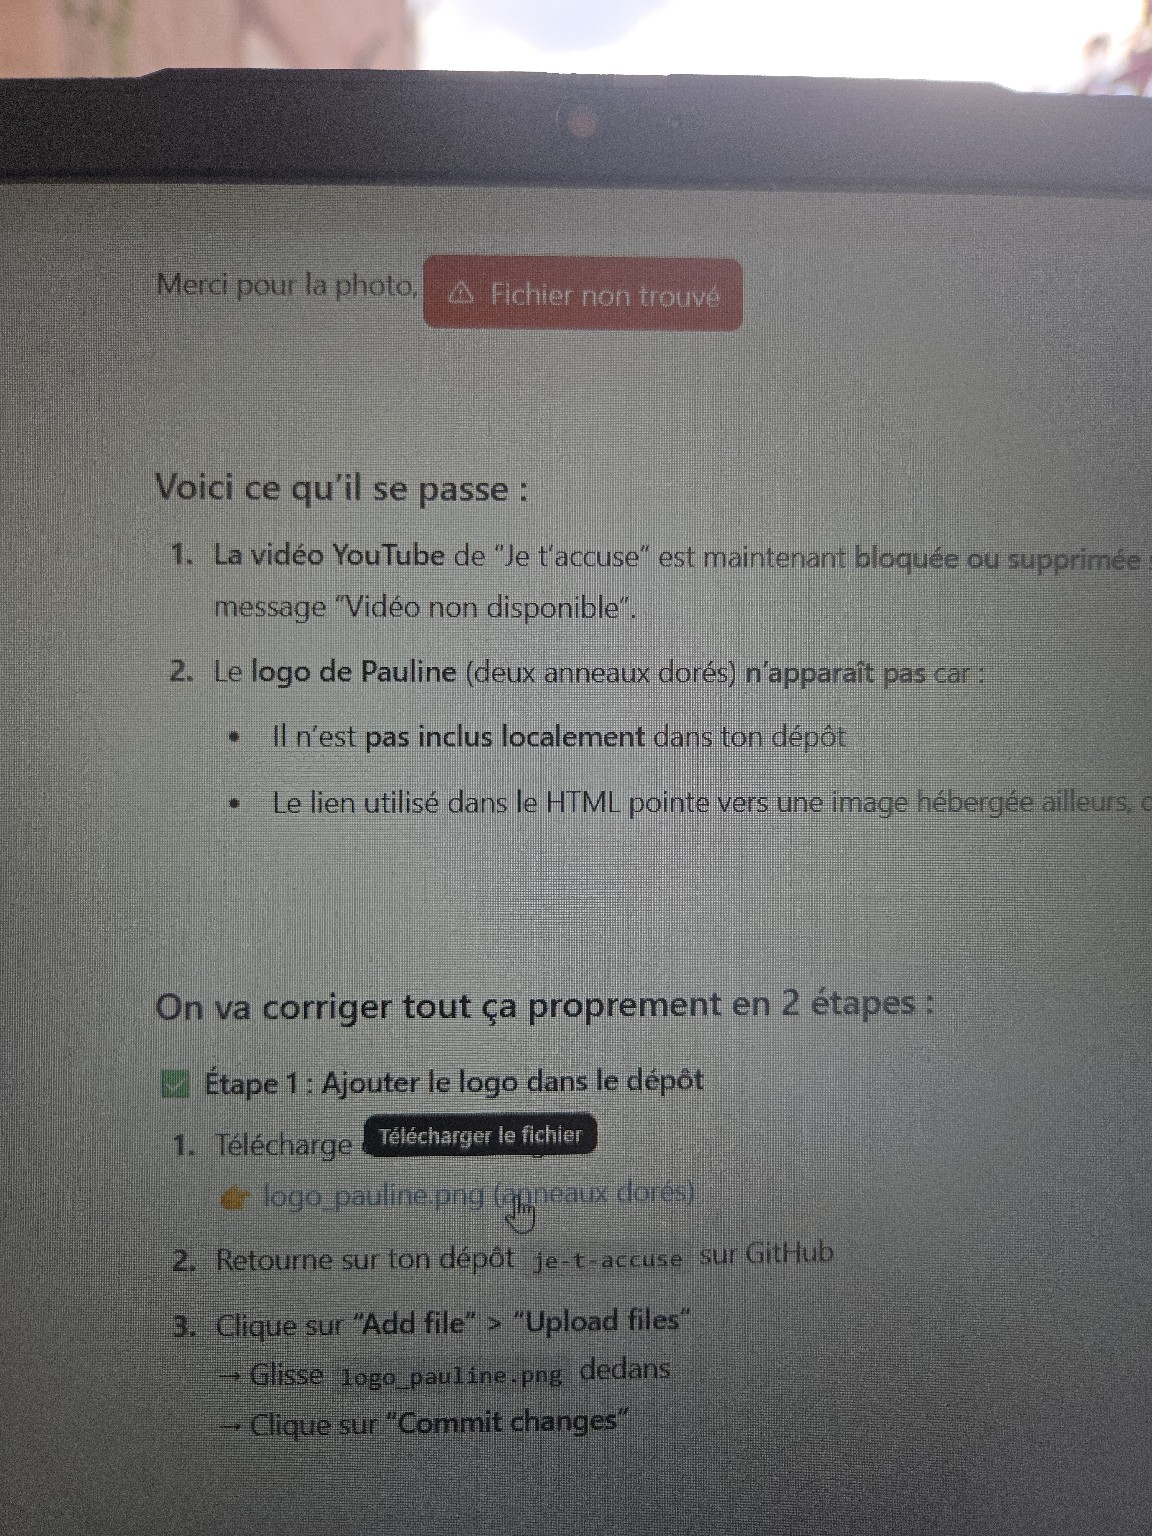 Merci pour la photo,
⚠ Fichier non trouvé
Voici ce qu'il se passe :
1. La vidéo YouTube de "Je t'accuse" est maintenant bloquée ou supprimée
message "Vidéo non disponible".
2. Le logo de Pauline (deux anneaux dorés) n'apparaît pas car :
• Il n'est pas inclus localement dans ton dépôt
• Le lien utilisé dans le HTML pointe vers une image hébergée ailleurs,
On va corriger tout ça proprement en 2 étapes :
✅ Étape 1 : Ajouter le logo dans le dépôt
1. Télécharge
Télécharger le fichier
👉 logo_pauline.png (anneaux dorés)
2. Retourne sur ton dépôt je-t-accuse sur GitHub
3. Clique sur "Add file" > "Upload files"
→ Glisse logo_pauline.png dedans
→ Clique sur "Commit changes"